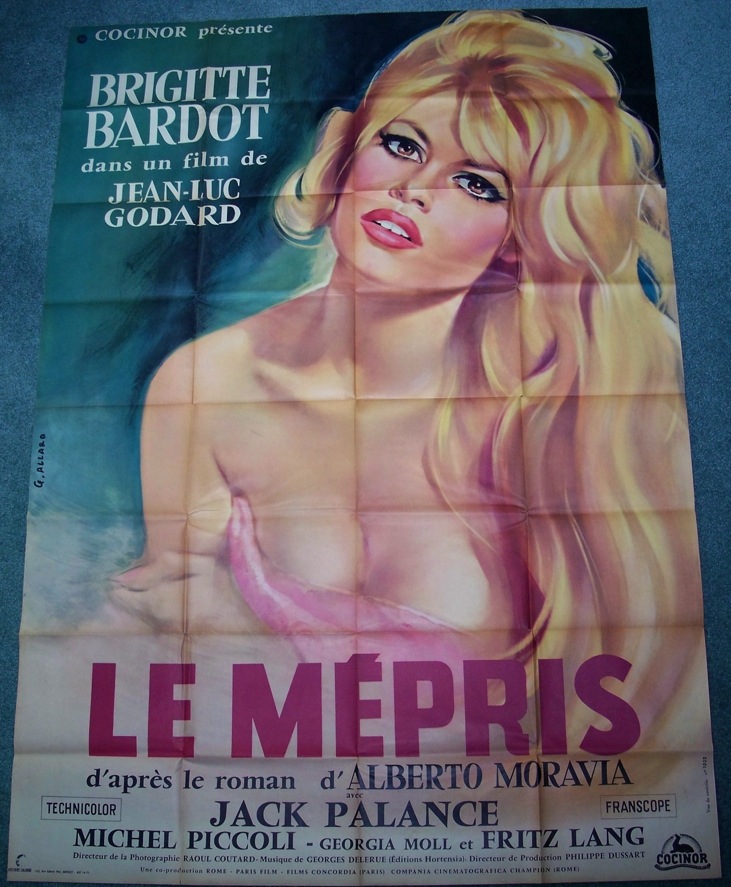 COCINOR présente
BRIGITTE
BARDOT
dans un film de
JEAN-LUC
GODARD
G. ALLARD
LE MÉPRIS
d'après le roman d'ALBERTO MORAVIA
avec
TECHNICOLOR
JACK PALANCE
FRANSCOPE
MICHEL PICCOLI - GEORGIA MOLL et FRITZ LANG
Directeur de la Photographie RAOUL COUTARD - Musique de GEORGES DELERUE (Éditions Hortensia) - Directeur de Production PHILIPPE DUSSART
Une co-production ROME - PARIS FILM - FILMS CONCORDIA (PARIS) COMPANIA CINEMATOGRAFICA CHAMPION (ROME)
COCINOR